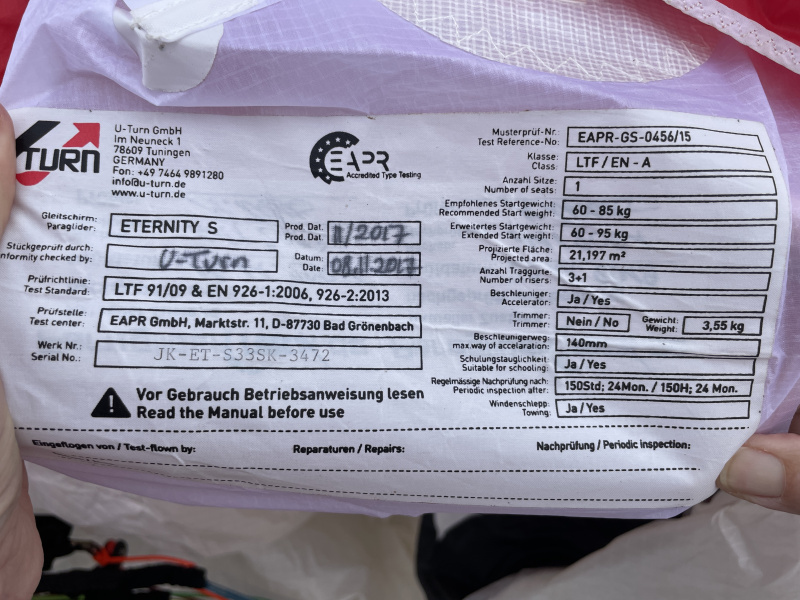 U-TURN
U-Turn GmbH
Im Neuneck 1
78609 Tuningen
GERMANY
Fon: +49 7464 9891280
info@u-turn.de
www.u-turn.de
EAPR
Accredited Type Testing
Gleitschirm:
Paraglider:
ETERNITY S
Prod. Dat.
Prod. Dat.
11/2017
Stückgeprüft durch:
nformity checked by:
U-Turn
Datum:
Date:
08.11.2017
Prüfrichtlinie:
Test Standard:
LTF 91/09 & EN 926-1:2006, 926-2:2013
Prüfstelle:
Test center:
EAPR GmbH, Marktstr. 11, D-87730 Bad Grönenbach
Werk Nr.:
Serial No.:
JK-ET-S33SK-3472
Vor Gebrauch Betriebsanweisung lesen
Read the Manual before use
Musterprüf-Nr.:
Test Reference-No.:
EAPR-GS-0456/15
Klasse:
Class:
LTF / EN - A
Anzahl Sitze:
Number of seats:
1
Empfohlenes Startgewicht:
Recommended Start weight:
60 - 85 kg
Erweitertes Startgewicht:
Extended Start weight:
60 - 95 kg
Projizierte Fläche:
Projected area:
21,197 m²
Anzahl Traggurte:
Number of risers:
3+1
Beschleuniger:
Accelerator:
Ja / Yes
Trimmer:
Trimmer:
Nein / No
Gewicht:
Weight:
3,55 kg
Beschleunigerweg:
max.way of accelaration:
140mm
Schulungstauglichkeit:
Suitable for schooling:
Ja / Yes
Regelmässige Nachprüfung nach:
Periodic inspection after:
150Std; 24Mon. / 150H; 24 Mon.
Windenschlepp:
Towing:
Ja / Yes
Eingeflogen von / Test-flown by:
Reparaturen / Repairs:
Nachprüfung / Periodic inspection: